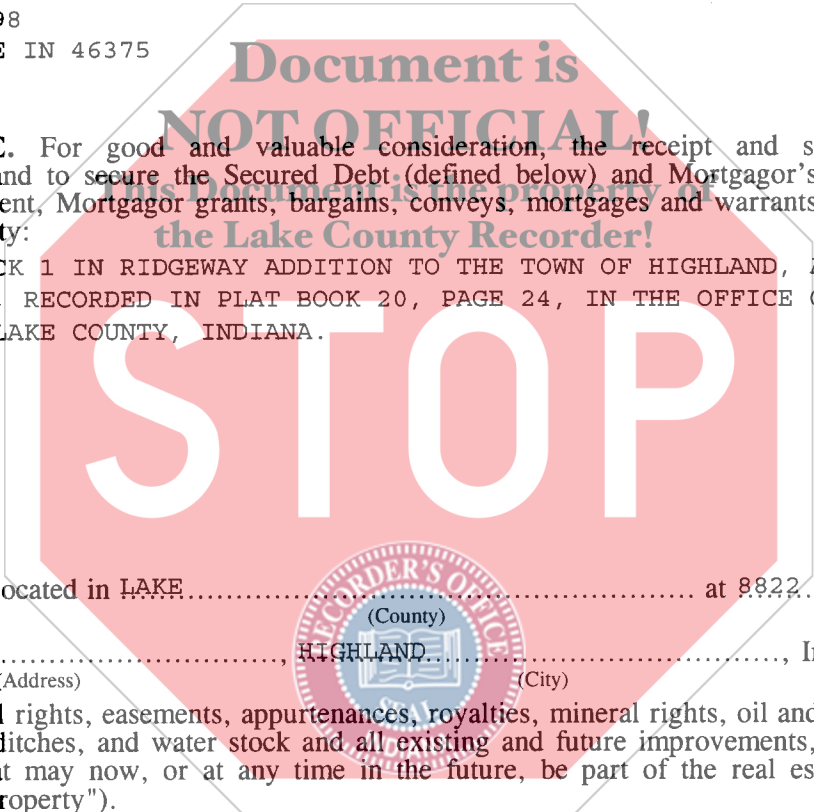 98
E IN 46375
Document is
NOT OFFICIAL!
This Document is the property of
the Lake County Recorder!
C. For good and valuable consideration, the receipt and s
and to secure the Secured Debt (defined below) and Mortgagor's
ent, Mortgagor grants, bargains, conveys, mortgages and warrants
ty:
CK 1 IN RIDGEWAY ADDITION TO THE TOWN OF HIGHLAND,
RECORDED IN PLAT BOOK 20, PAGE 24, IN THE OFFICE
LAKE COUNTY, INDIANA.
STOP
ocated in LAKE at 8822
(County)
RECORDER'S OFFICE
, HIGHLAND , In
(Address) (City)
SEAL
INDIANA
l rights, easements, appurtenances, royalties, mineral rights, oil and
ditches, and water stock and all existing and future improvements,
at may now, or at any time in the future, be part of the real es
roperty").